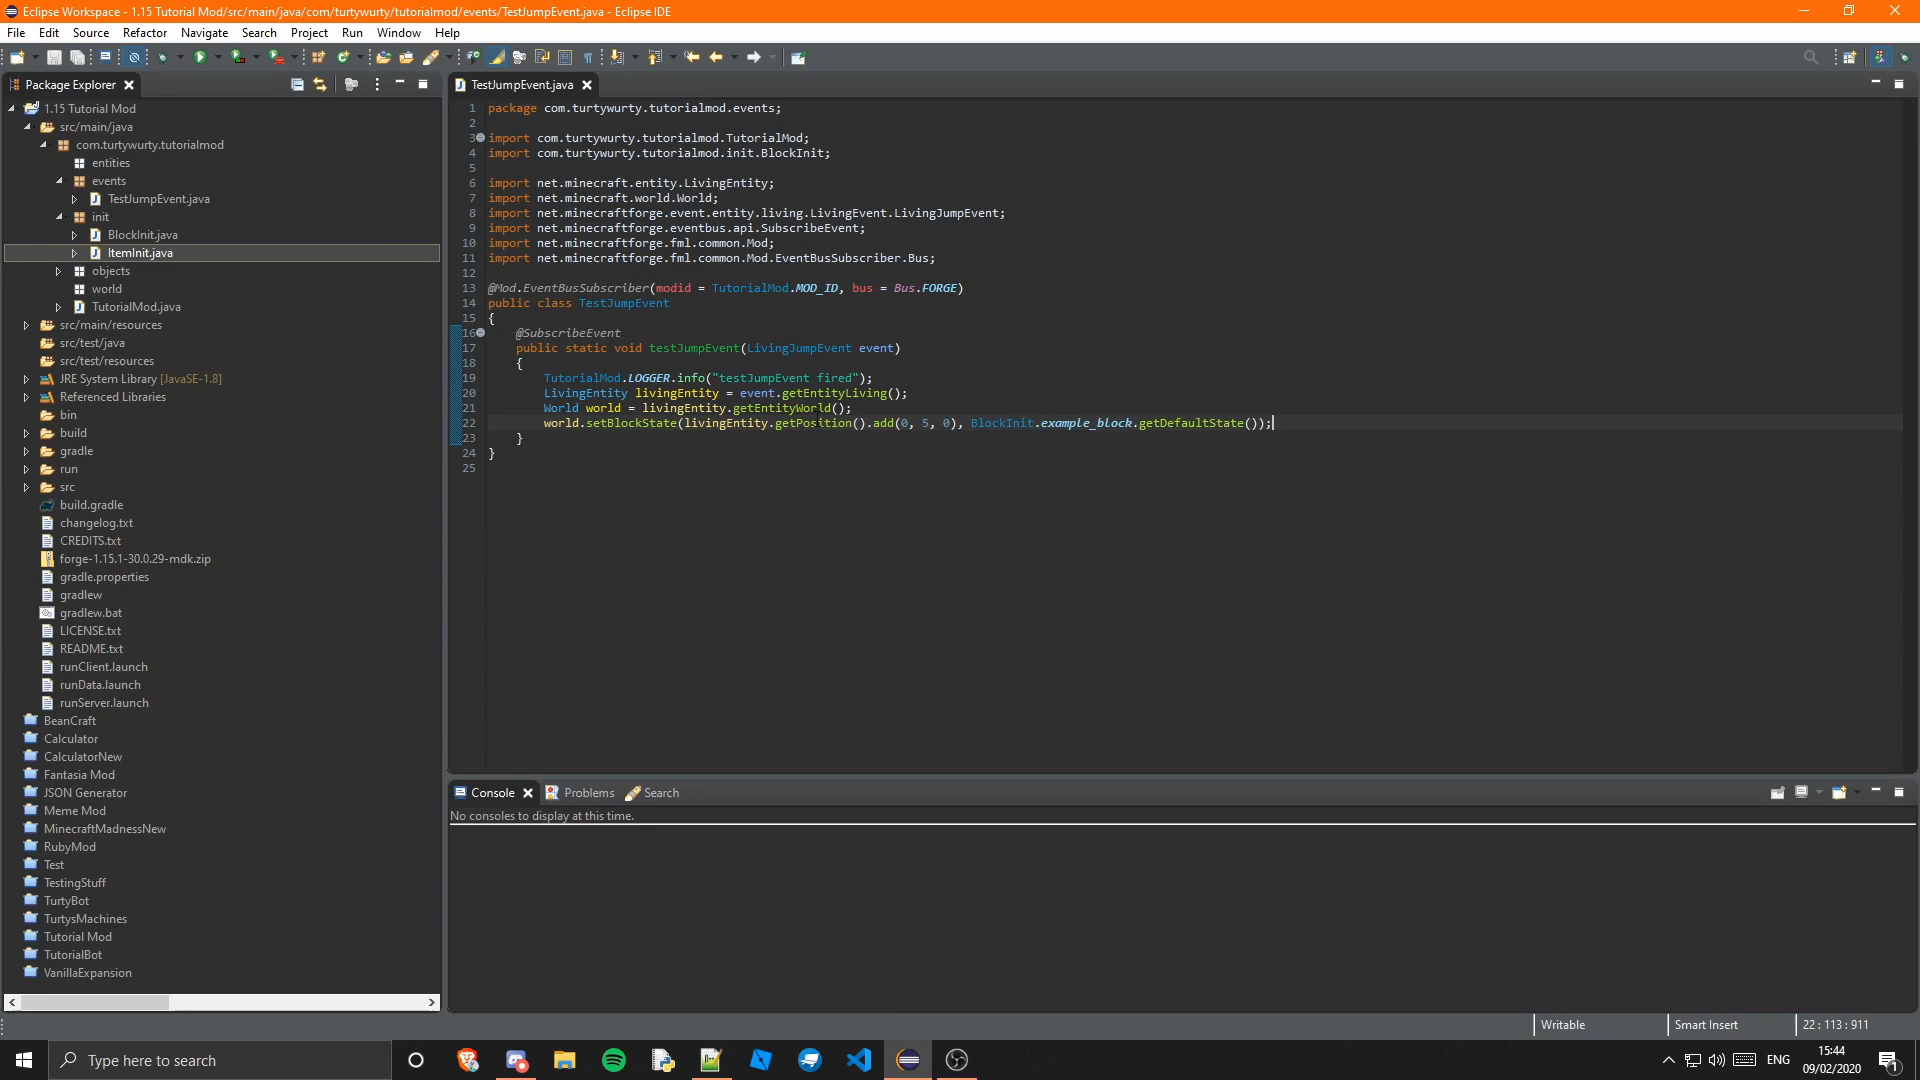 Eclipse Workspace - 1.15 Tutorial Mod/src/main/java/com/turtywurty/tutorialmod/events/TestJumpEvent.java - Eclipse IDE
File Edit Source Refactor Navigate Search Project Run Window Help
Package Explorer
TestJumpEvent.java
1.15 Tutorial Mod
src/main/java
com.turtywurty.tutorialmod
entities
events
TestJumpEvent.java
init
BlockInit.java
ItemInit.java
objects
world
TutorialMod.java
src/main/resources
src/test/java
src/test/resources
JRE System Library [JavaSE-1.8]
Referenced Libraries
bin
build
gradle
run
src
build.gradle
changelog.txt
CREDITS.txt
forge-1.15.1-30.0.29-mdk.zip
gradle.properties
gradlew
gradlew.bat
LICENSE.txt
README.txt
runClient.launch
runData.launch
runServer.launch
BeanCraft
Calculator
CalculatorNew
Fantasia Mod
JSON Generator
Meme Mod
MinecraftMadnessNew
RubyMod
Test
TestingStuff
TurtyBot
TurtysMachines
Tutorial Mod
TutorialBot
VanillaExpansion
1 package com.turtywurty.tutorialmod.events;
2
3 import com.turtywurty.tutorialmod.TutorialMod;
4 import com.turtywurty.tutorialmod.init.BlockInit;
5
6 import net.minecraft.entity.LivingEntity;
7 import net.minecraft.world.World;
8 import net.minecraftforge.event.entity.living.LivingEvent.LivingJumpEvent;
9 import net.minecraftforge.eventbus.api.SubscribeEvent;
10 import net.minecraftforge.fml.common.Mod;
11 import net.minecraftforge.fml.common.Mod.EventBusSubscriber.Bus;
12
13 @Mod.EventBusSubscriber(modid = TutorialMod.MOD_ID, bus = Bus.FORGE)
14 public class TestJumpEvent
15 {
16 @SubscribeEvent
17 public static void testJumpEvent(LivingJumpEvent event)
18 {
19 TutorialMod.LOGGER.info("testJumpEvent fired");
20 LivingEntity livingEntity = event.getEntityLiving();
21 World world = livingEntity.getEntityWorld();
22 world.setBlockState(livingEntity.getPosition().add(0, 5, 0), BlockInit.example_block.getDefaultState());
23 }
24 }
25
Console Problems Search
No consoles to display at this time.
Writable Smart Insert 22 : 113 : 911
Type here to search
ENG
15:44
09/02/2020
1